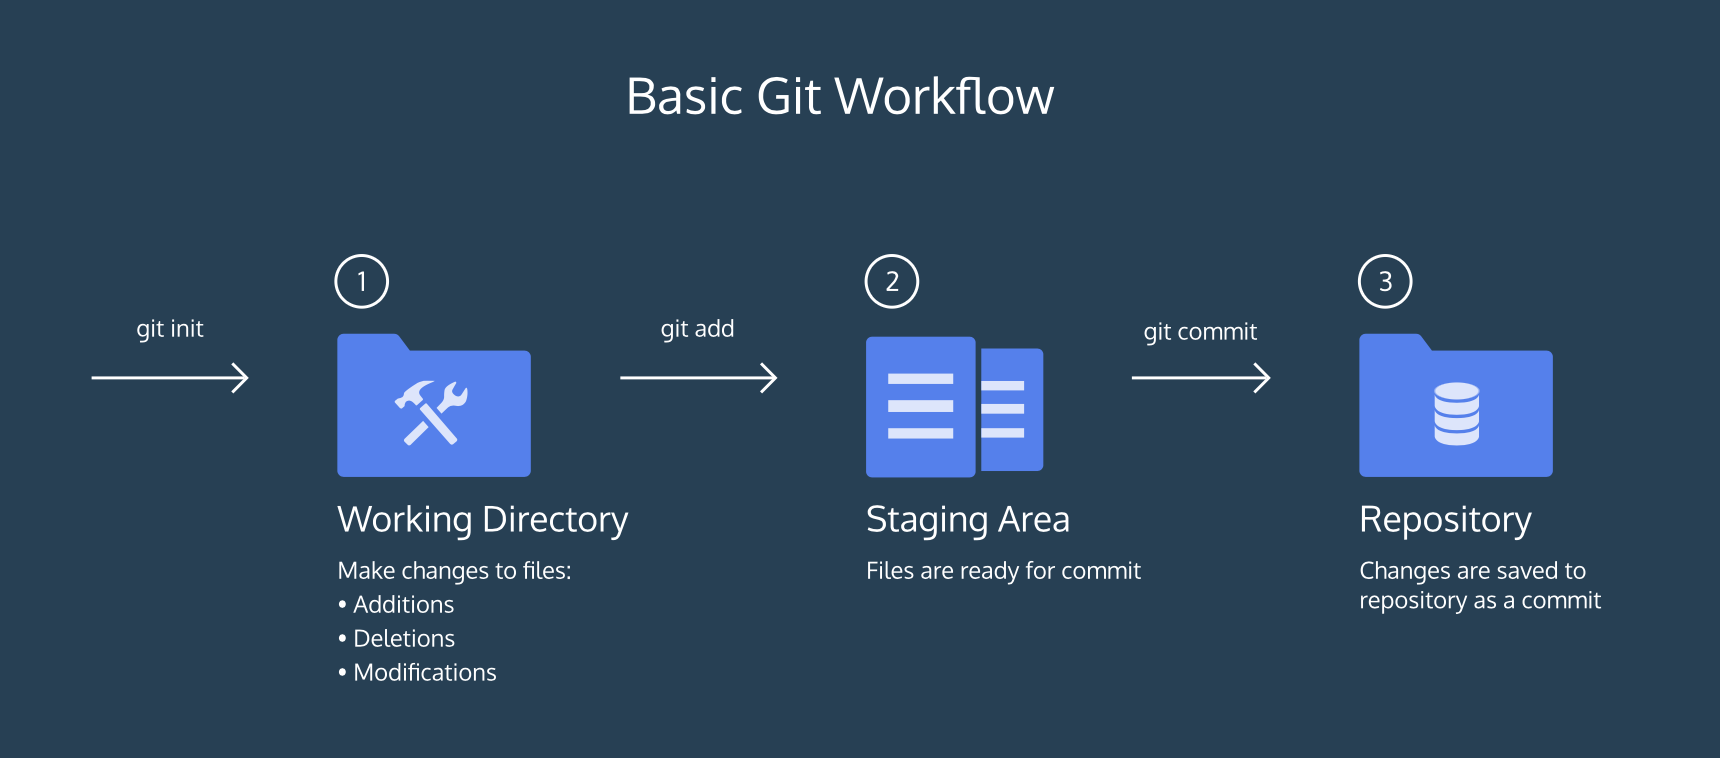 Basic Git Workflow
git init
1
Working Directory
Make changes to files:
• Additions
• Deletions
• Modifications
git add
2
Staging Area
Files are ready for commit
git commit
3
Repository
Changes are saved to
repository as a commit